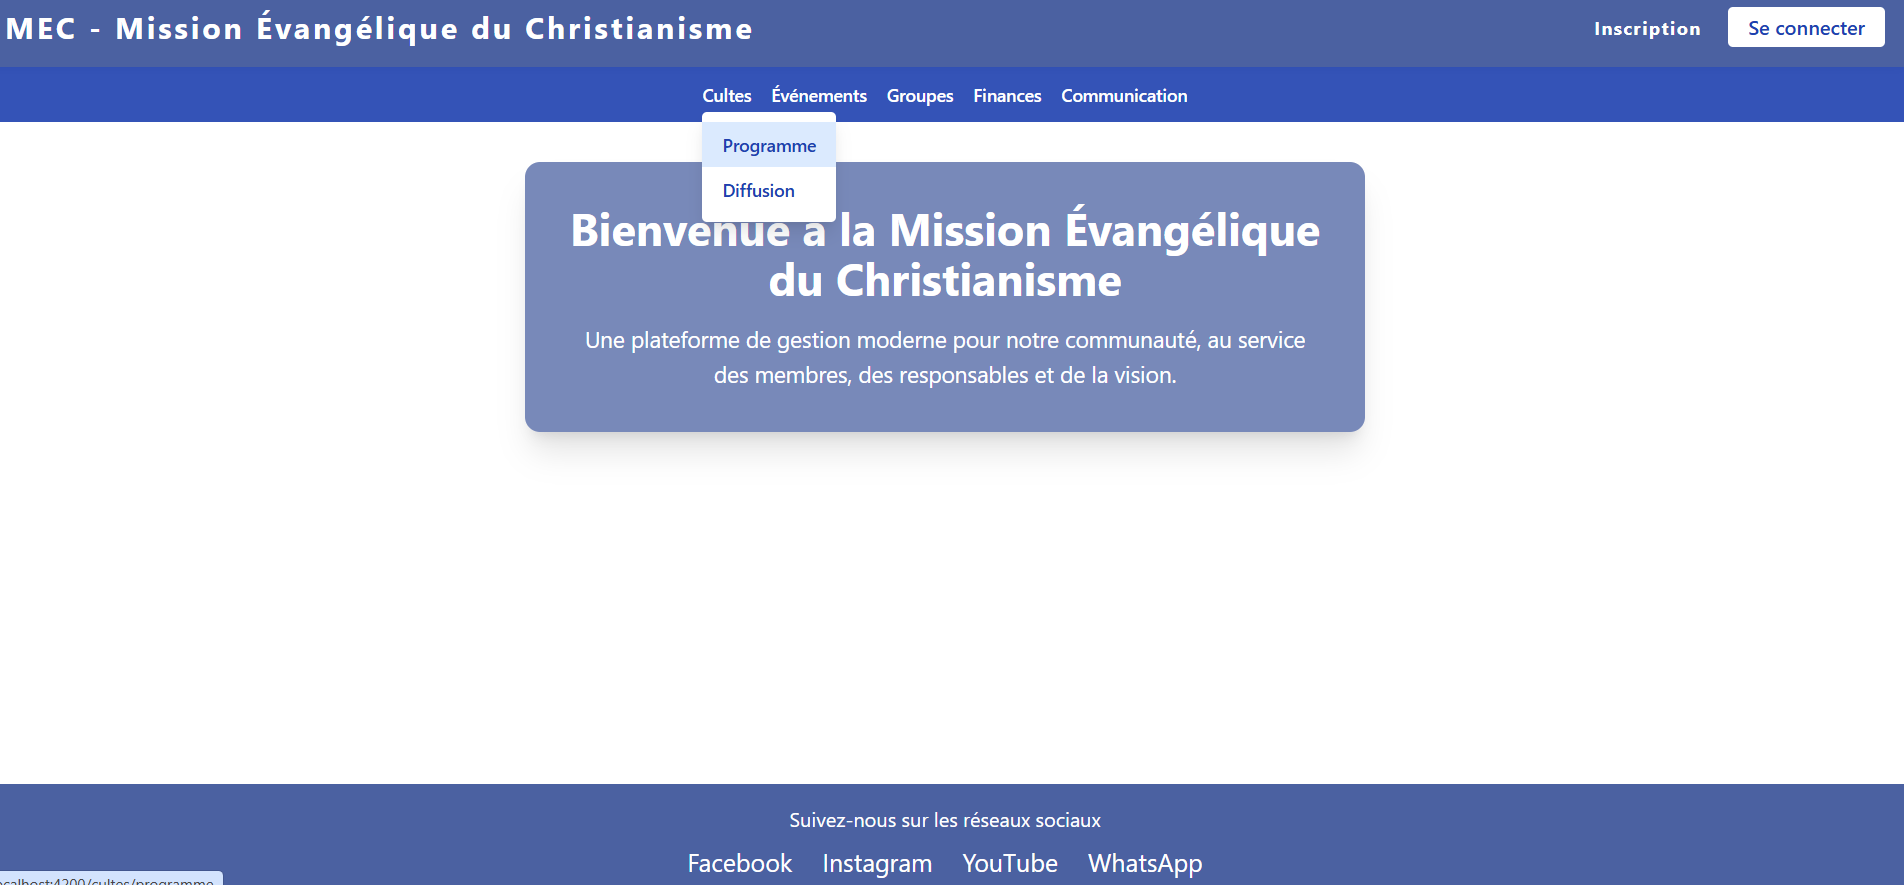 MEC - Mission Évangélique du Christianisme
Inscription
Se connecter
Cultes Événements Groupes Finances Communication
Programme
Diffusion
Bienvenue à la Mission Évangélique
du Christianisme
Une plateforme de gestion moderne pour notre communauté, au service
des membres, des responsables et de la vision.
Suivez-nous sur les réseaux sociaux
Facebook Instagram YouTube WhatsApp
ocalhost:4200/cultes/programme